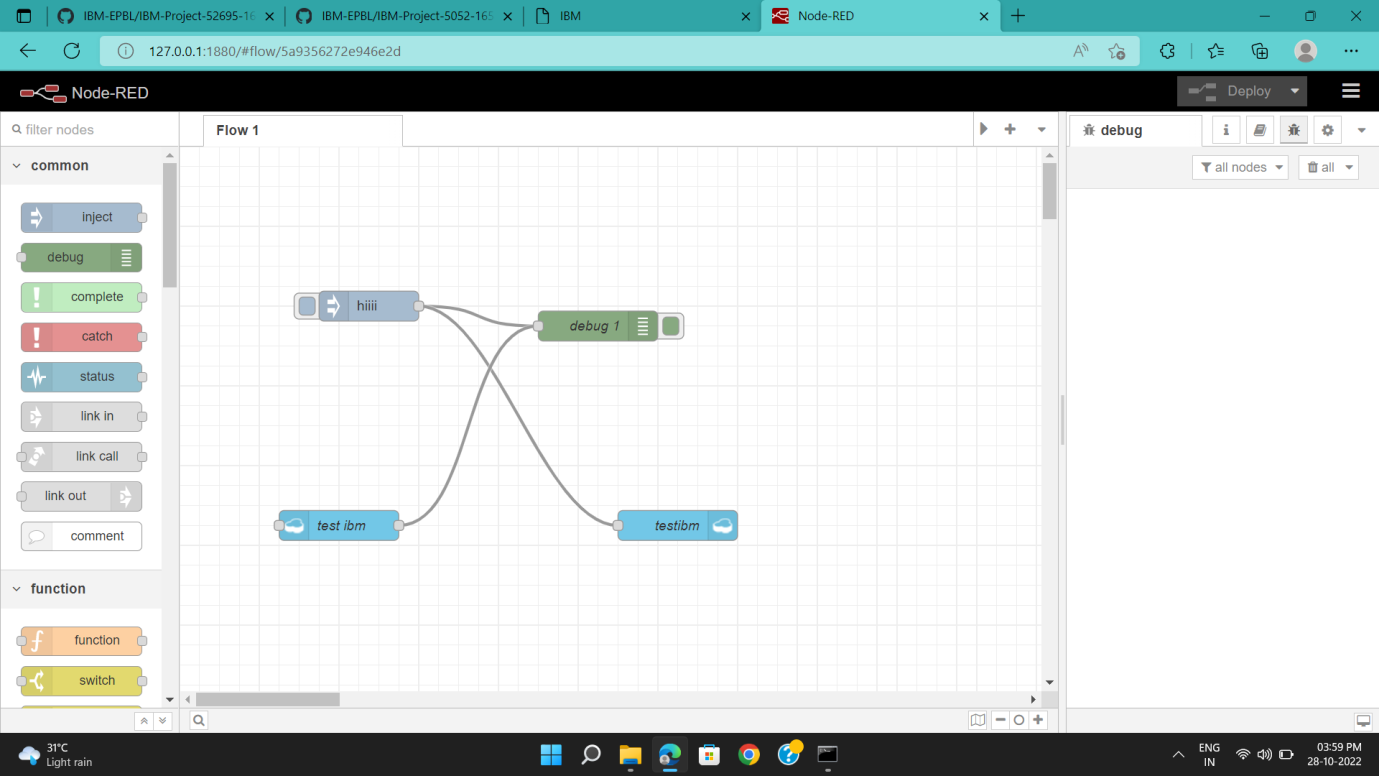 IBM-EPBL/IBM-Project-52695-16
IBM-EPBL/IBM-Project-5052-165
IBM
Node-RED
127.0.0.1:1880/#flow/5a9356272e946e2d
Node-RED
Deploy
filter nodes
Flow 1
debug
common
all nodes
all
inject
debug
complete
catch
status
link in
link call
link out
comment
function
function
switch
hiiii
debug 1
test ibm
testibm
31°C
Light rain
ENG
IN
03:59 PM
28-10-2022